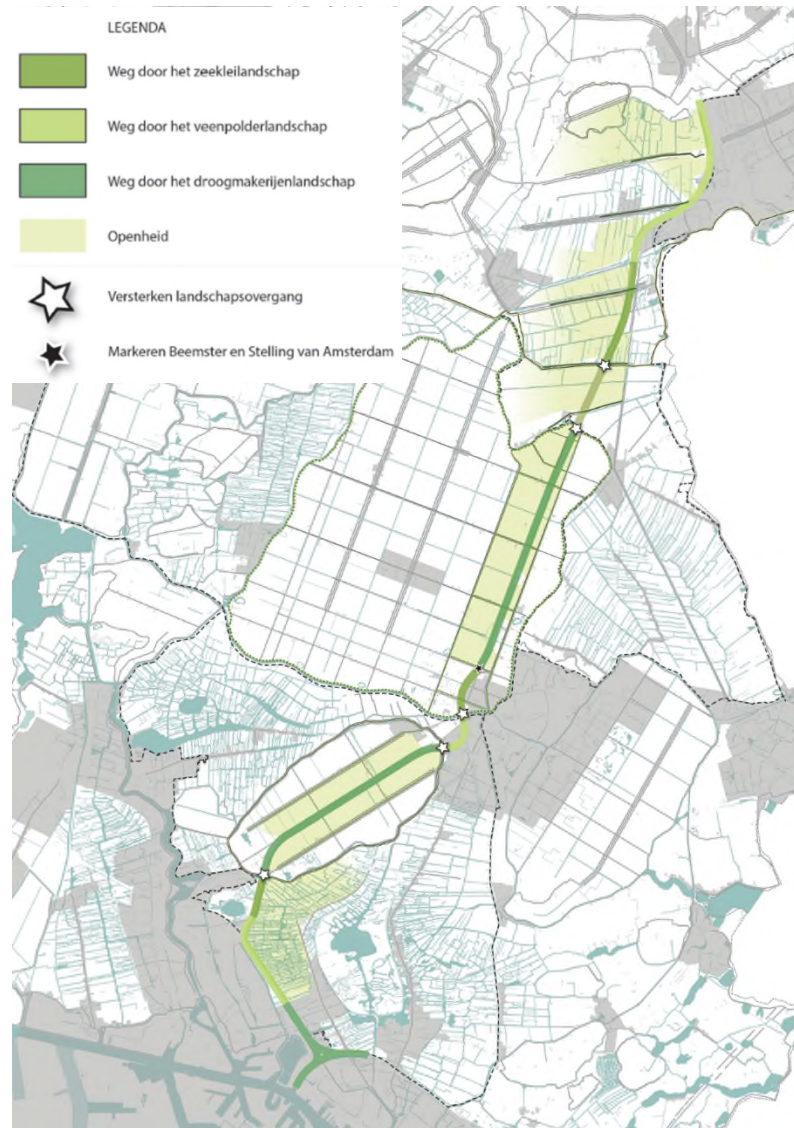 LEGENDA
Weg door het zeekleilandschap
Weg door het veenpolderlandschap
Weg door het droogmakerijenlandschap
Openheid
Versterken landschapsovergang
Markeren Beemster en Stelling van Amsterdam